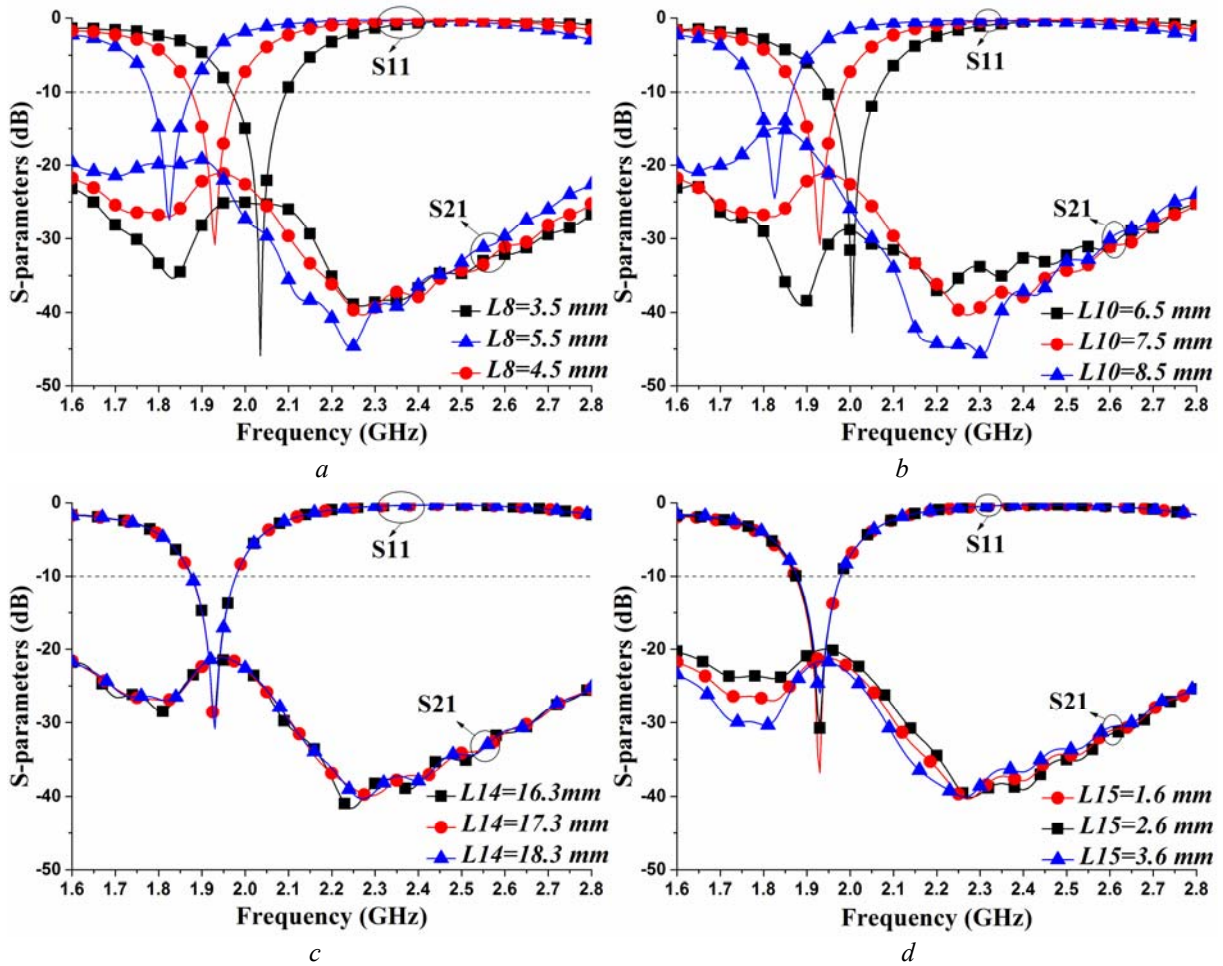 S-parameters (dB)
0
-10
-20
-30
-40
-50
S11
S21
L8=3.5 mm
L8=5.5 mm
L8=4.5 mm
1.6 1.7 1.8 1.9 2.0 2.1 2.2 2.3 2.4 2.5 2.6 2.7 2.8
Frequency (GHz)
a
S-parameters (dB)
0
-10
-20
-30
-40
-50
S11
S21
L10=6.5 mm
L10=7.5 mm
L10=8.5 mm
1.6 1.7 1.8 1.9 2.0 2.1 2.2 2.3 2.4 2.5 2.6 2.7 2.8
Frequency (GHz)
b
S-parameters (dB)
0
-10
-20
-30
-40
-50
S11
S21
L14=16.3mm
L14=17.3 mm
L14=18.3 mm
1.6 1.7 1.8 1.9 2.0 2.1 2.2 2.3 2.4 2.5 2.6 2.7 2.8
Frequency (GHz)
c
S-parameters (dB)
0
-10
-20
-30
-40
-50
S11
S21
L15=1.6 mm
L15=2.6 mm
L15=3.6 mm
1.6 1.7 1.8 1.9 2.0 2.1 2.2 2.3 2.4 2.5 2.6 2.7 2.8
Frequency (GHz)
d